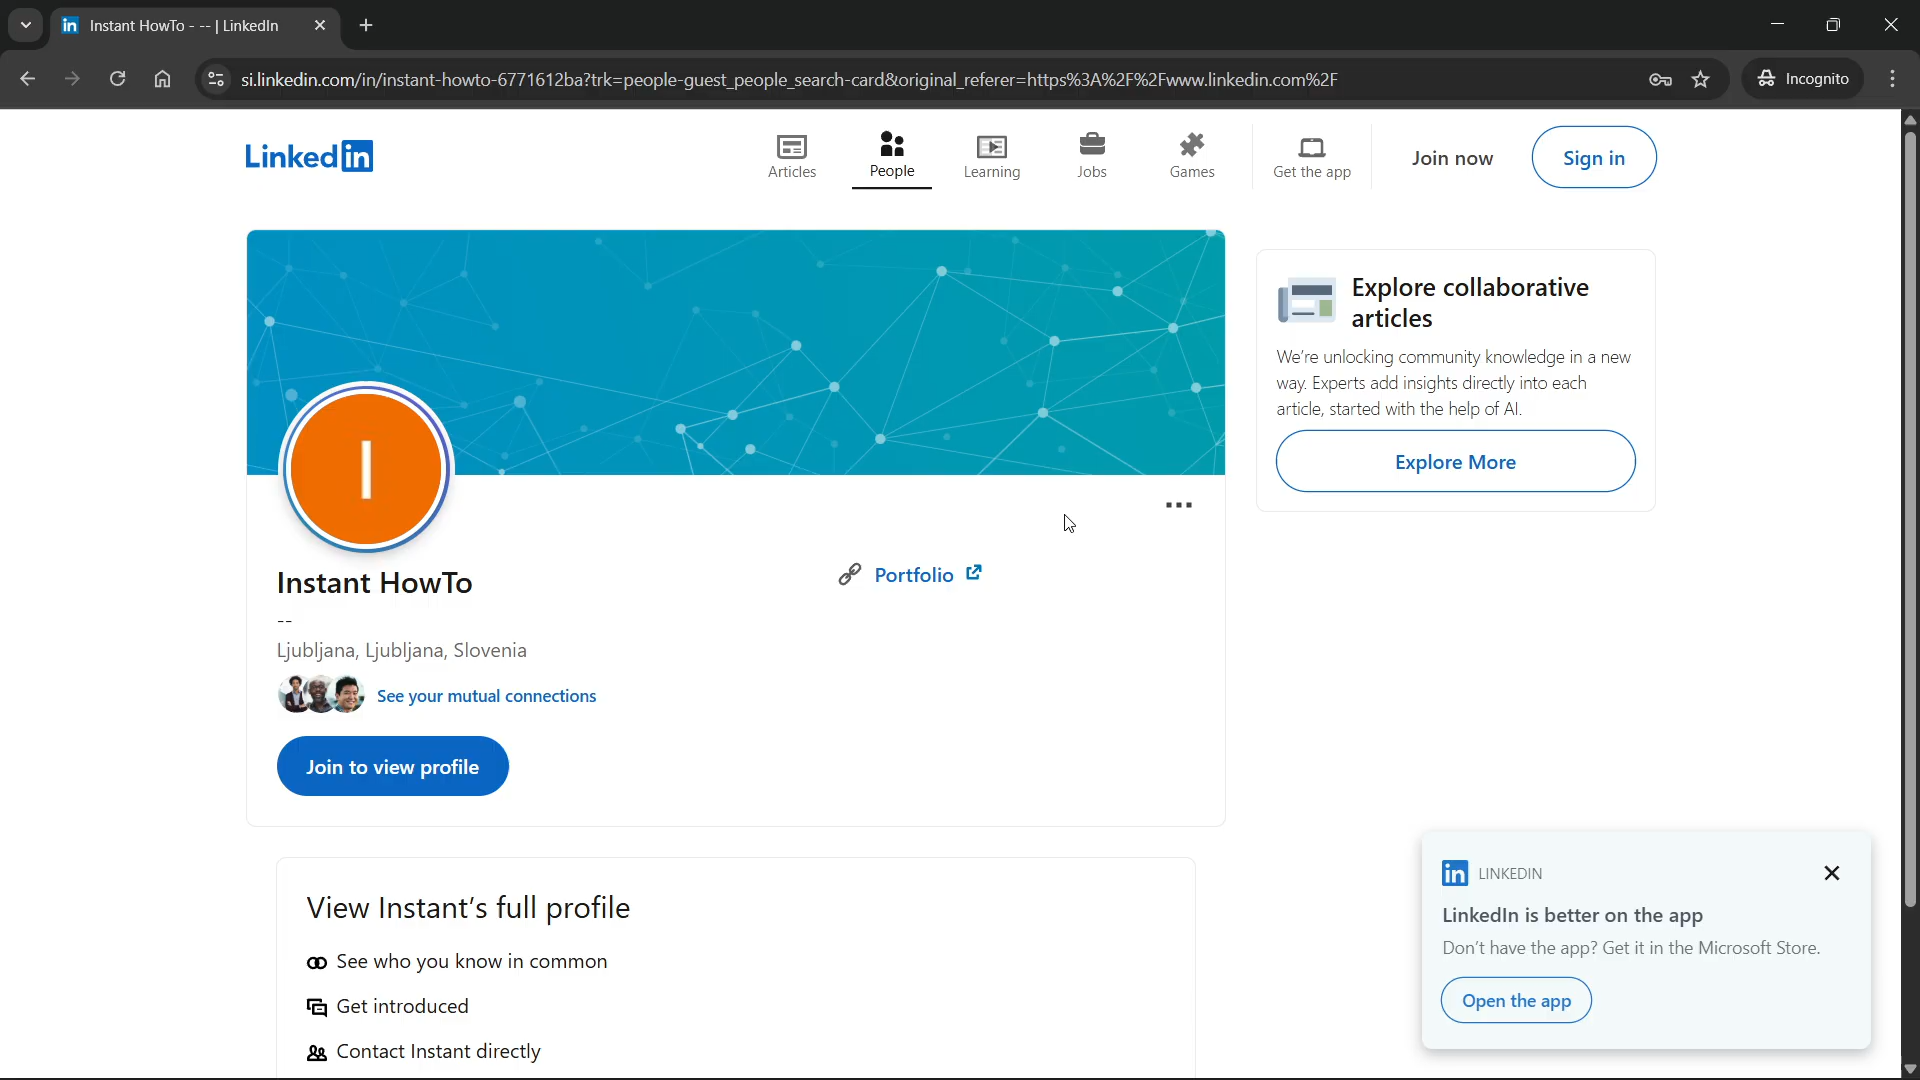 Instant HowTo - -- | LinkedIn
si.linkedin.com/in/instant-howto-6771612ba?trk=people-guest_people_search-card&original_referer=https%3A%2F%2Fwww.linkedin.com%2F
Incognito
Linked in
Articles
People
Learning
Jobs
Games
Get the app
Join now
Sign in
Explore collaborative
articles
We're unlocking community knowledge in a new
way. Experts add insights directly into each
article, started with the help of AI.
Explore More
I
Instant HowTo
Portfolio
--
Ljubljana, Ljubljana, Slovenia
See your mutual connections
Join to view profile
View Instant's full profile
See who you know in common
Get introduced
Contact Instant directly
in LINKEDIN
LinkedIn is better on the app
Don't have the app? Get it in the Microsoft Store.
Open the app